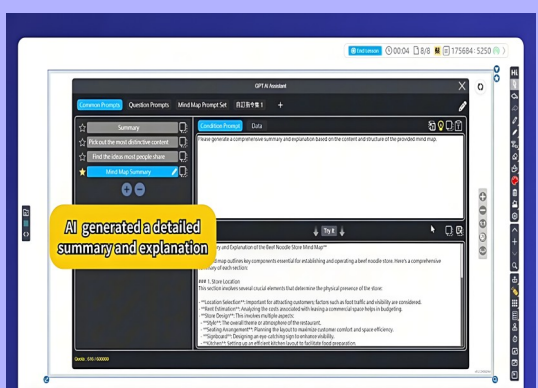 End session 00:04 8/8 175684 : 5250
GPT AI Assistant
Common Prompts Question Prompts Mind Map Prompt Set 自訂指令集 1 +
Condition Prompt Data
Summary
Pick out the most distinctive content
Find the ideas most people share
Mind Map Summary
Please generate a comprehensive summary and explanation based on the content and structure of the provided mind map.
AI generated a detailed
summary and explanation
Try it
ry and Explanation of the Beef Noodle Store Mind Map**
map outlines key components essential for establishing and operating a beef noodle store. Here's a comprehensive
ry of each section:
### 1. Store Location
This section involves several crucial elements that determine the physical presence of the store:
- **Location Selection**: Important for attracting customers; factors such as foot traffic and visibility are considered.
- **Rent Estimation**: Analyzing the costs associated with leasing a commercial space helps in budgeting.
- **Store Design**: This involves multiple aspects:
- **Style**: The overall theme or atmosphere of the restaurant.
- **Seating Arrangement**: Planning the layout to maximize customer comfort and space efficiency.
- **Signboard**: Designing an eye-catching sign to enhance visibility.
- **Kitchen**: Setting up an efficient kitchen layout to facilitate food preparation.
HL